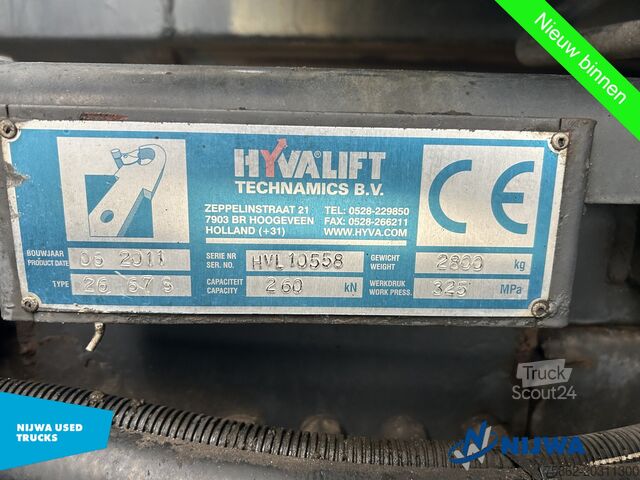 Nieuw binnen
HYVALIFT
TECHNAMICS B.V.
ZEPPELINSTRAAT 21 TEL: 0528-229850
7903 BR HOOGEVEEN FAX: 0528-266211
HOLLAND (+31) WWW.HYVA.COM
CE
BOUWJAAR
PRODUCT DATE 06 2011
SERIE NR
SER. NO. HVL10558
GEWICHT
WEIGHT 2800 kg
TYPE 26 67 S
CAPACITEIT
CAPACITY 260 kN
WERKDRUK
WORK PRESS. 325 MPa
Truck
Scout24
NIJWA USED
TRUCKS
NIJWA